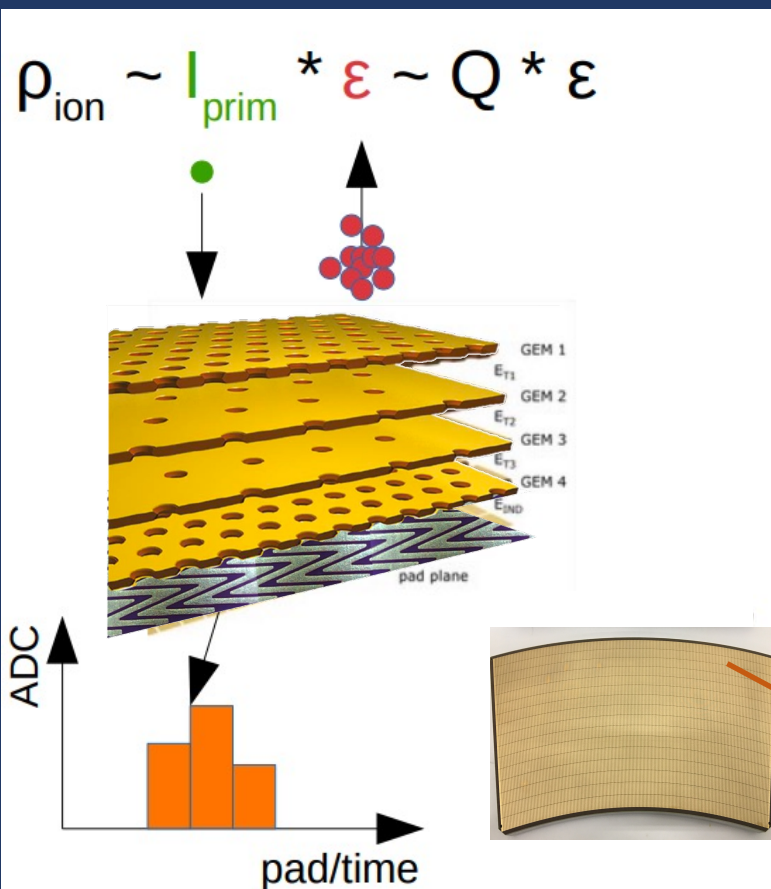 ρion ~ Iprim * ε ~ Q * ε
GEM 1
ET1
GEM 2
ET2
GEM 3
ET3
GEM 4
EIND
pad plane
ADC
pad/time